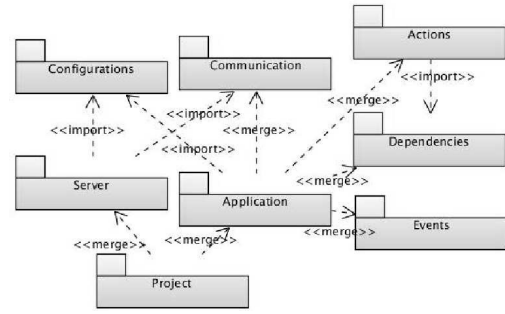 Actions
Configurations
Communication
<<import>>
<<merge>>
<<import>>
<<import>>
<<merge>>
<<import>>
Dependencies
Server
Application
<<merge>>
Events
<<merge>>
<<merge>>
<<merge>>
Project